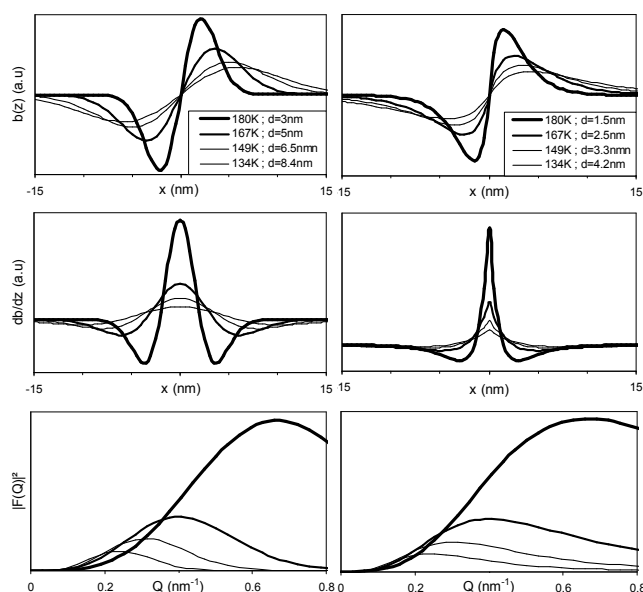 b(z) (a.u)
180K ; d=3nm
167K ; d=5nm
149K ; d=6.5nmn
134K ; d=8.4nm
-15
15
x (nm)
180K ; d=1.5nm
167K ; d=2.5nm
149K ; d=3.3nmn
134K ; d=4.2nm
15
15
x (nm)
db/dz (a.u)
-15
15
x (nm)
15
15
x (nm)
|F(Q)|²
0
0.2
0.6
0.8
Q (nm⁻¹)
0
0.2
0.6
0.8
Q (nm⁻¹)